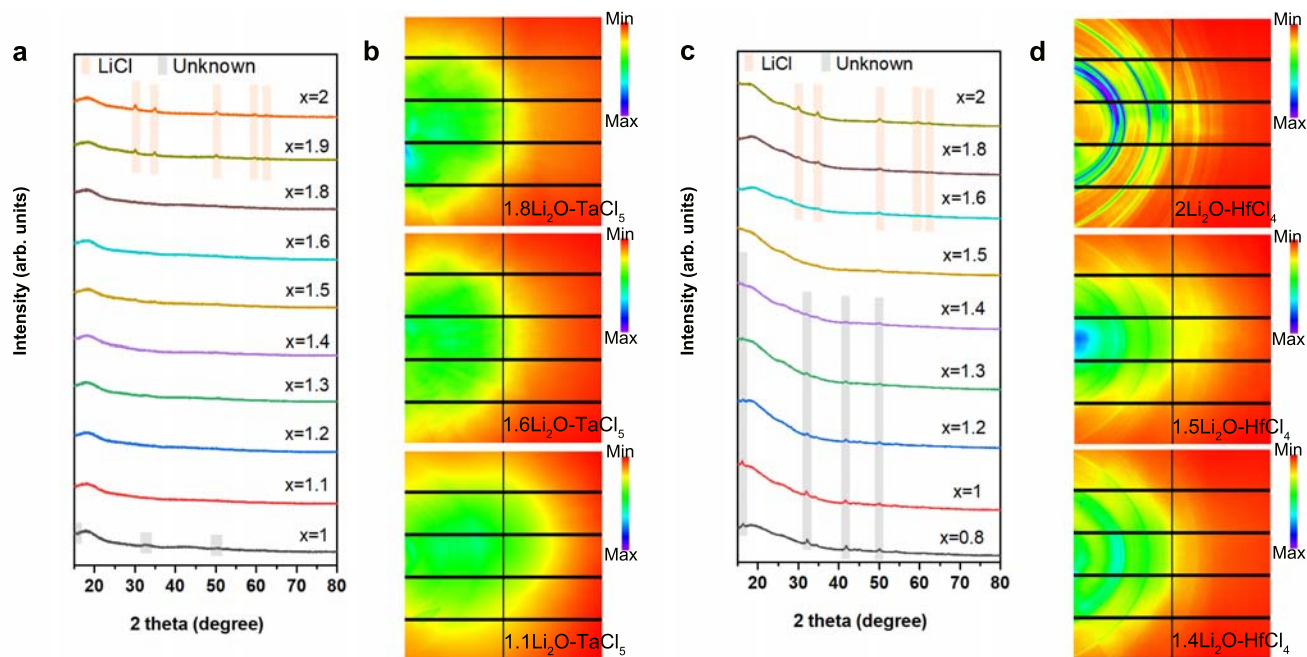 a
Intensity (arb. units)
LiCl Unknown
x=2
x=1.9
x=1.8
x=1.6
x=1.5
x=1.4
x=1.3
x=1.2
x=1.1
x=1
20 30 40 50 60 70 80
2 theta (degree)
b
Min
Max
1.8Li₂O-TaCl₅
Min
Max
1.6Li₂O-TaCl₅
Min
Max
1.1Li₂O-TaCl₅
c
Intensity (arb. units)
LiCl Unknown
x=2
x=1.8
x=1.6
x=1.5
x=1.4
x=1.3
x=1.2
x=1
x=0.8
20 30 40 50 60 70 80
2 theta (degree)
d
Min
Max
2Li₂O-HfCl₄
Min
Max
1.5Li₂O-HfCl₄
Min
Max
1.4Li₂O-HfCl₄